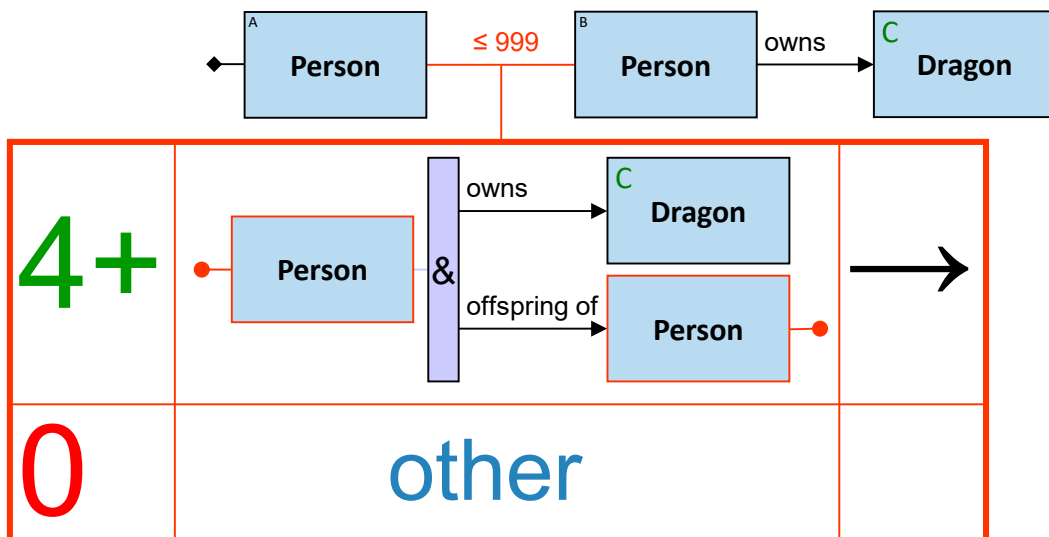 A
Person
≤ 999
B
Person
owns
C
Dragon
4+
Person
&
owns
C
Dragon
offspring of
Person
0
other